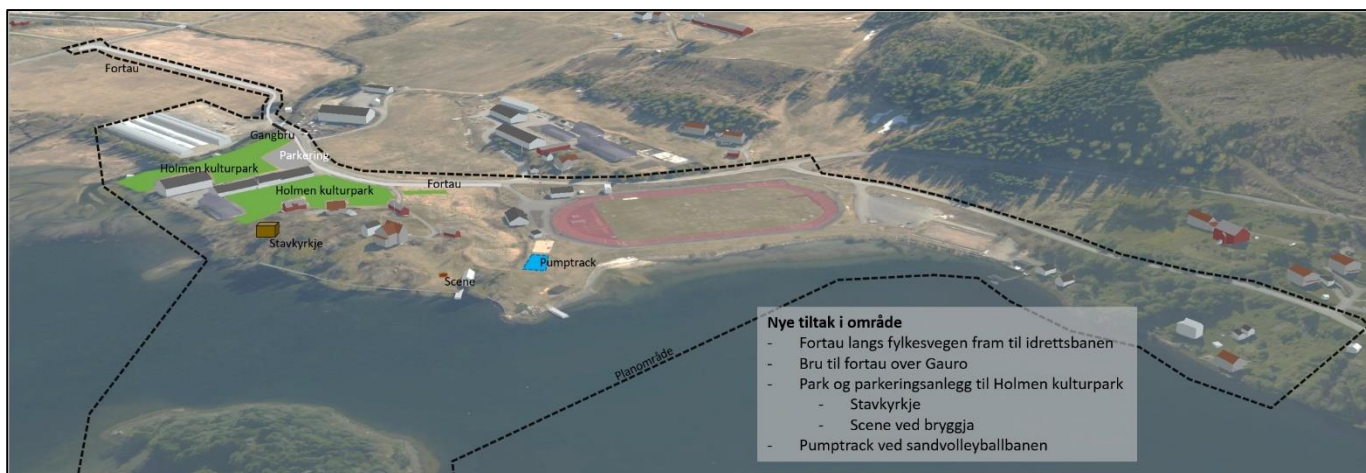 Fortau
Gangbru
Parkering
Holmen kulturpark
Holmen kulturpark
Fortau
Stavkyrkje
Pumptrack
Scene
Planområde
Nye tiltak i område
- Fortau langs fylkesvegen fram til idrettsbanen
- Bru til fortau over Gauro
- Park og parkeringsanlegg til Holmen kulturpark
- Stavkyrkje
- Scene ved bryggja
- Pumptrack ved sandvolleyballbanen